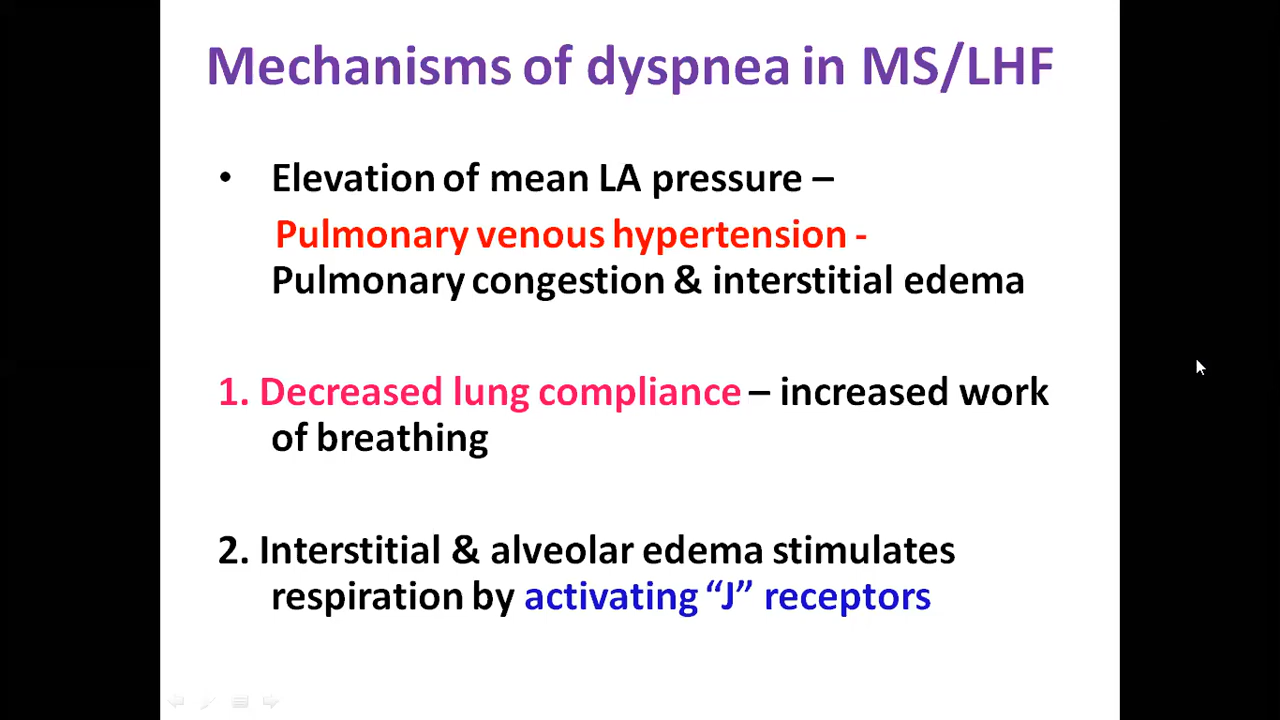 Mechanisms of dyspnea in MS/LHF
• Elevation of mean LA pressure –
Pulmonary venous hypertension -
Pulmonary congestion & interstitial edema
1. Decreased lung compliance – increased work
of breathing
2. Interstitial & alveolar edema stimulates
respiration by activating “J” receptors